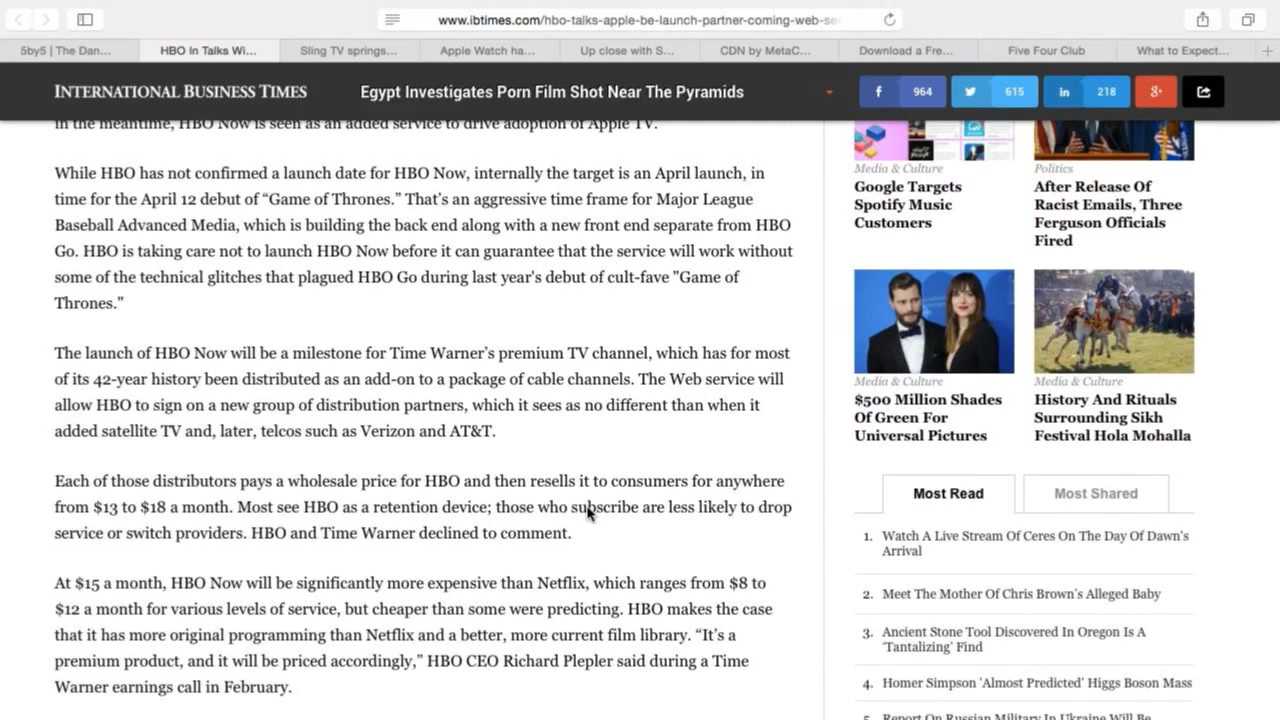 www.ibtimes.com/hbo-talks-apple-be-launch-partner-coming-web-se
5by5 | The Dan...
HBO In Talks Wi...
Sling TV springs...
Apple Watch ha...
Up close with S...
CDN by MetaC...
Download a Fre...
Five Four Club
What to Expect...
INTERNATIONAL BUSINESS TIMES
Egypt Investigates Porn Film Shot Near The Pyramids
964
615
218
in the meantime, HBO Now is seen as an added service to drive adoption of Apple TV.
While HBO has not confirmed a launch date for HBO Now, internally the target is an April launch, in
time for the April 12 debut of “Game of Thrones.” That’s an aggressive time frame for Major League
Baseball Advanced Media, which is building the back end along with a new front end separate from HBO
Go. HBO is taking care not to launch HBO Now before it can guarantee that the service will work without
some of the technical glitches that plagued HBO Go during last year's debut of cult-fave "Game of
Thrones."
The launch of HBO Now will be a milestone for Time Warner’s premium TV channel, which has for most
of its 42-year history been distributed as an add-on to a package of cable channels. The Web service will
allow HBO to sign on a new group of distribution partners, which it sees as no different than when it
added satellite TV and, later, telcos such as Verizon and AT&T.
Each of those distributors pays a wholesale price for HBO and then resells it to consumers for anywhere
from $13 to $18 a month. Most see HBO as a retention device; those who subscribe are less likely to drop
service or switch providers. HBO and Time Warner declined to comment.
At $15 a month, HBO Now will be significantly more expensive than Netflix, which ranges from $8 to
$12 a month for various levels of service, but cheaper than some were predicting. HBO makes the case
that it has more original programming than Netflix and a better, more current film library. “It’s a
premium product, and it will be priced accordingly,” HBO CEO Richard Plepler said during a Time
Warner earnings call in February.
Media & Culture
Google Targets
Spotify Music
Customers
Politics
After Release Of
Racist Emails, Three
Ferguson Officials
Fired
Media & Culture
$500 Million Shades
Of Green For
Universal Pictures
Media & Culture
History And Rituals
Surrounding Sikh
Festival Hola Mohalla
Most Read
Most Shared
1. Watch A Live Stream Of Ceres On The Day Of Dawn's
Arrival
2. Meet The Mother Of Chris Brown's Alleged Baby
3. Ancient Stone Tool Discovered In Oregon Is A
'Tantalizing' Find
4. Homer Simpson 'Almost Predicted' Higgs Boson Mass
5. Report On Russian Military In Ukraine Will Be